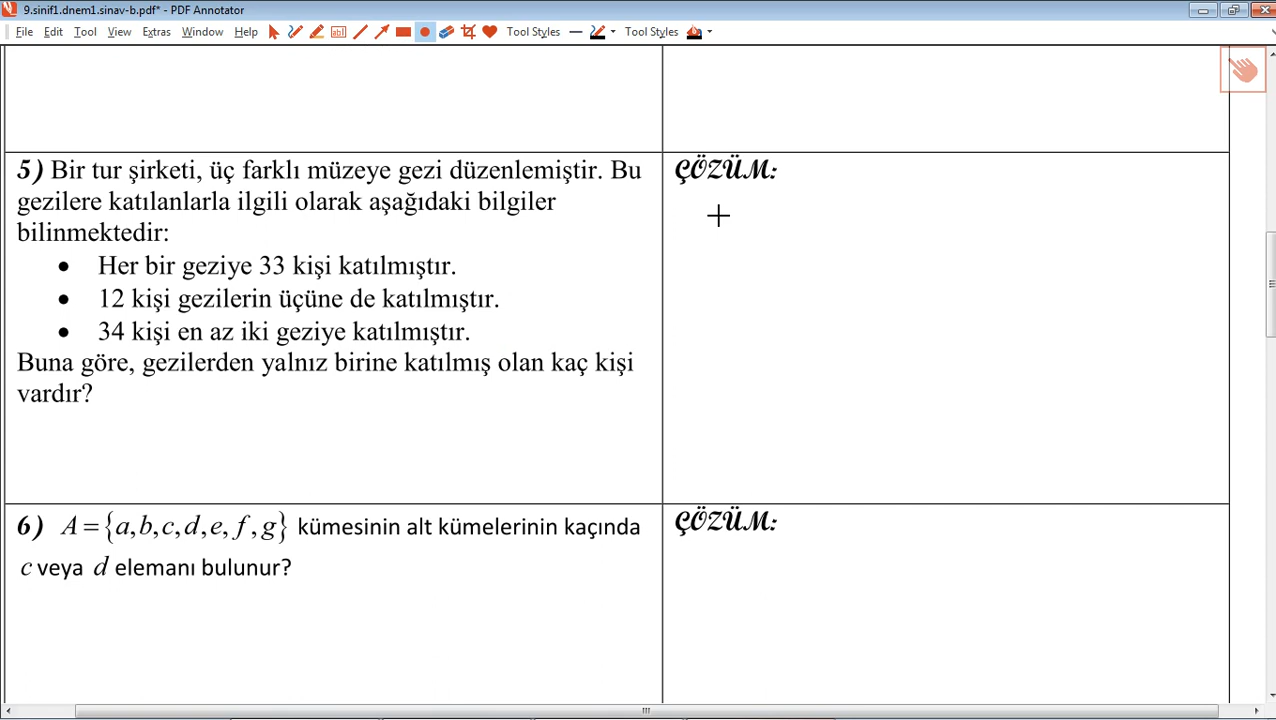 9.sinif1.dnem1.sinav-b.pdf* - PDF Annotator
File Edit Tool View Extras Window Help Tool Styles Tool Styles
5) Bir tur şirketi, üç farklı müzeye gezi düzenlemiştir. Bu
gezilere katılanlarla ilgili olarak aşağıdaki bilgiler
bilinmektedir:
• Her bir geziye 33 kişi katılmıştır.
• 12 kişi gezilerin üçüne de katılmıştır.
• 34 kişi en az iki geziye katılmıştır.
Buna göre, gezilerden yalnız birine katılmış olan kaç kişi
vardır?
ÇÖZÜM:
6) A={a,b,c,d,e,f,g} kümesinin alt kümelerinin kaçında
c veya d elemanı bulunur?
ÇÖZÜM: